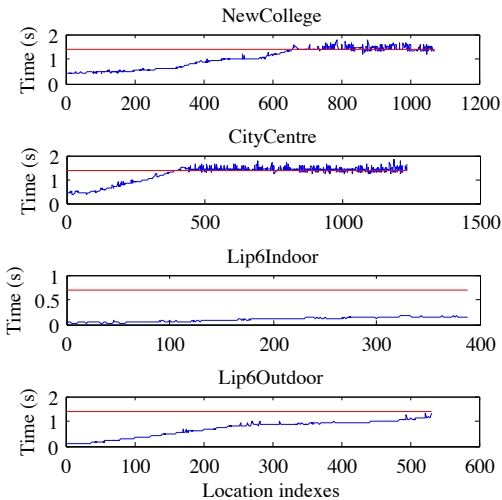 NewCollege
Time (s)
2
1
0
0 200 400 600 800 1000 1200
CityCentre
Time (s)
2
1
0
0 500 1000 1500
Lip6Indoor
Time (s)
1
0.5
0
0 100 200 300 400
Lip6Outdoor
Time (s)
2
1
0
0 100 200 300 400 500 600
Location indexes